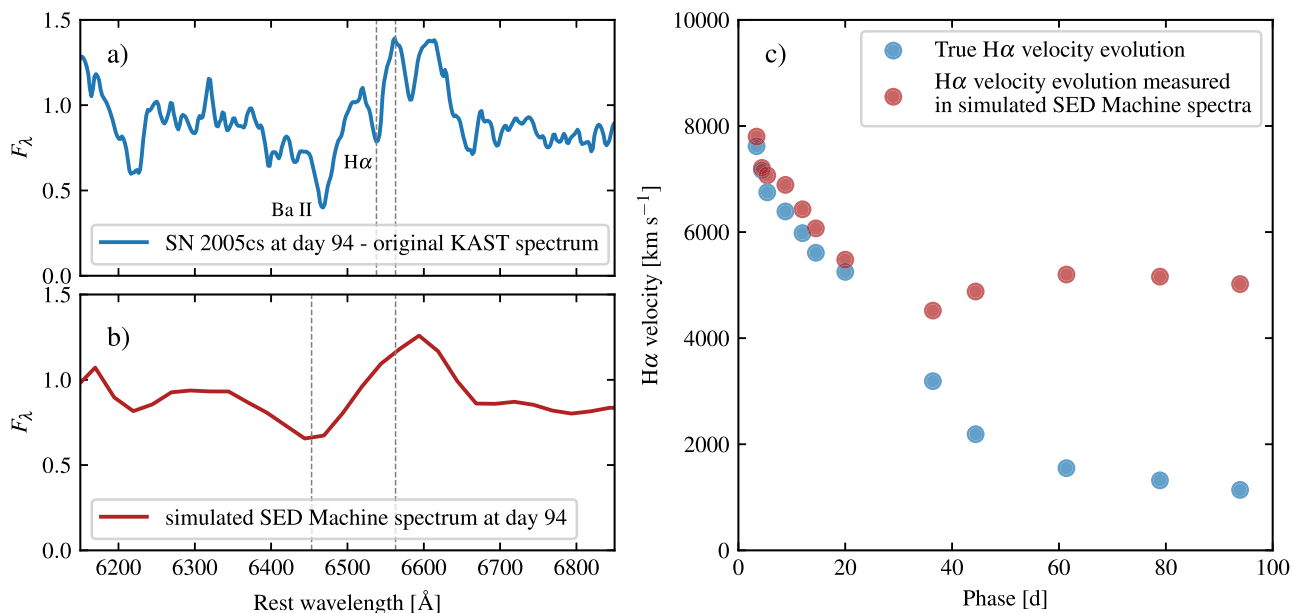 1.5
1.0
0.5
0.0
F_λ
a)
Hα
Ba II
SN 2005cs at day 94 - original KAST spectrum
1.5
1.0
0.5
0.0
F_λ
b)
simulated SED Machine spectrum at day 94
6200 6300 6400 6500 6600 6700 6800
Rest wavelength [Å]
10000
8000
6000
4000
2000
0
Hα velocity [km s⁻¹]
c)
True Hα velocity evolution
Hα velocity evolution measured
in simulated SED Machine spectra
0 20 40 60 80 100
Phase [d]